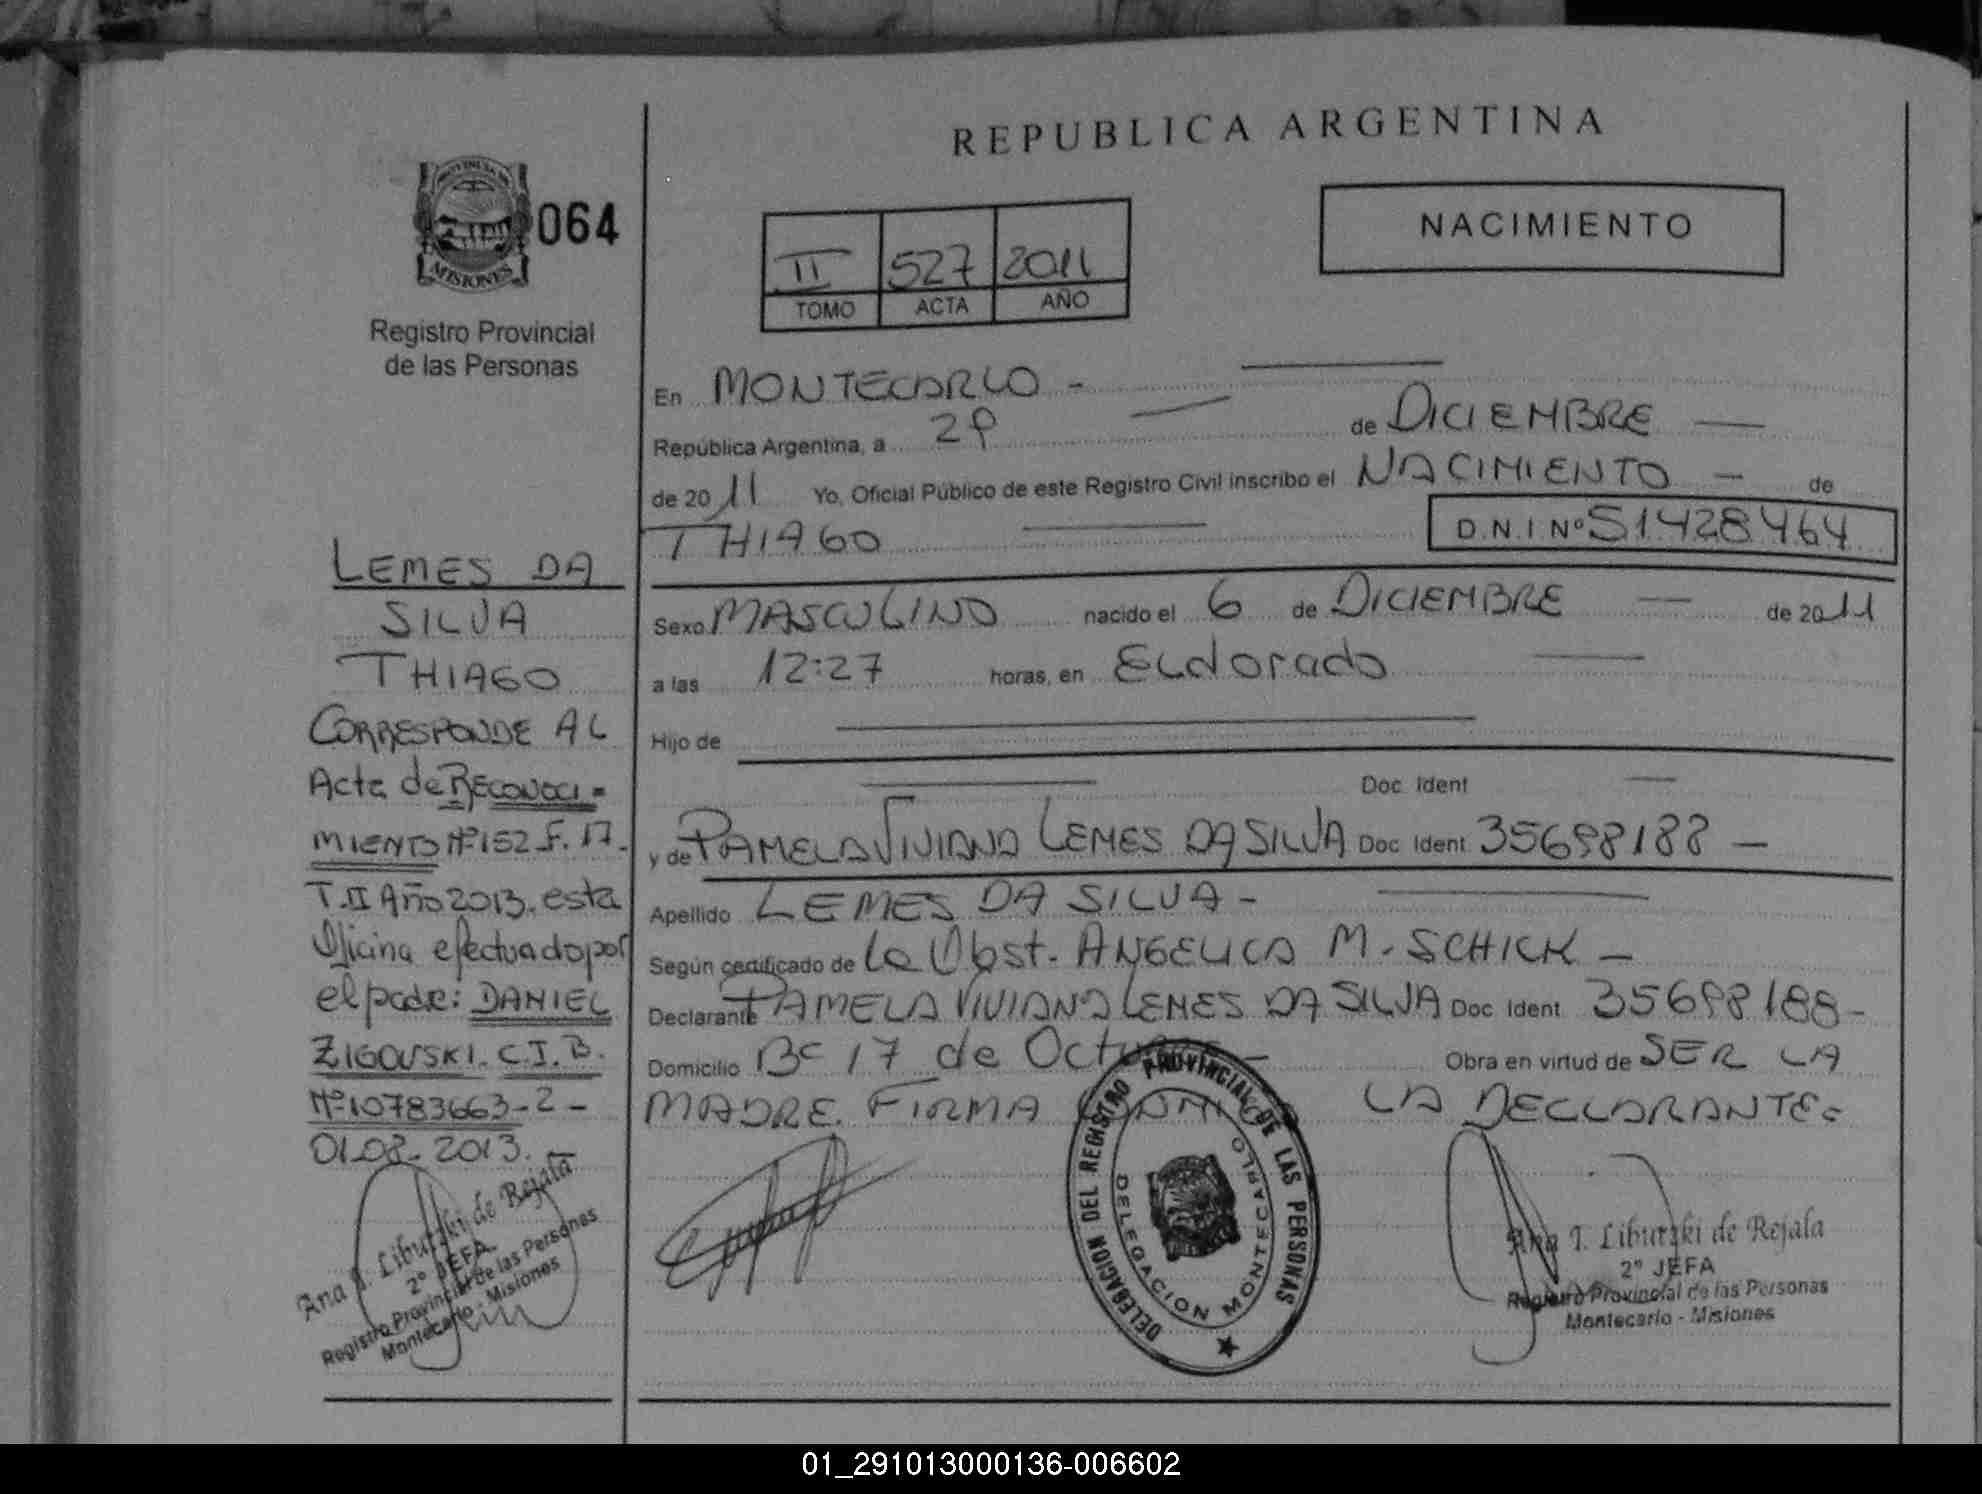 REPUBLICA ARGENTINA
PROVINCIA DE
MISIONES
064
Registro Provincial
de las Personas
II 527 2011
TOMO ACTA AÑO
NACIMIENTO
En MONTECARLO -
República Argentina, a 29 de DICIEMBRE
de 2011 Yo, Oficial Público de este Registro Civil inscribo el NACIMIENTO - de
THIAGO
D.N.I Nº 51428464
Sexo MASCULINO nacido el 6 de DICIEMBRE de 2011
a las 12:27 horas, en Eldorado
Hijo de
Doc. Ident
y de PAMELA VIVIANA LEMES DA SILVA Doc Ident 35698188 -
Apellido LEMES DA SILVA -
Según certificado de la Obst. ANGELICA M. SCHICK -
Declarante PAMELA VIVIANA LEMES DA SILVA Doc Ident 35698188 -
Domicilio Bº 17 de Octubre - Obra en virtud de SER LA
MADRE. FIRMA LA DECLARANTE =
LEMES DA
SILVA
THIAGO
CORRESPONDE AL
Acta de RECONOCI=
MIENTO Nº 152 F. 17.
T.II Año 2013. esta
Oficina efectuado por
el padre: DANIEL
ZIGOVSKI. C.I.B.
Nº 10783663-2-
01.08.2013.
Ana I. Liburzki de Rejala
2º JEFA
Registro Provincial de las Personas
Montecarlo - Misiones
DELEGACION DEL REGISTRO PROVINCIAL DE LAS PERSONAS
DELEGACION MONTECARLO
Ana I. Liburzki de Rejala
2º JEFA
Registro Provincial de las Personas
Montecarlo - Misiones
01_291013000136-006602